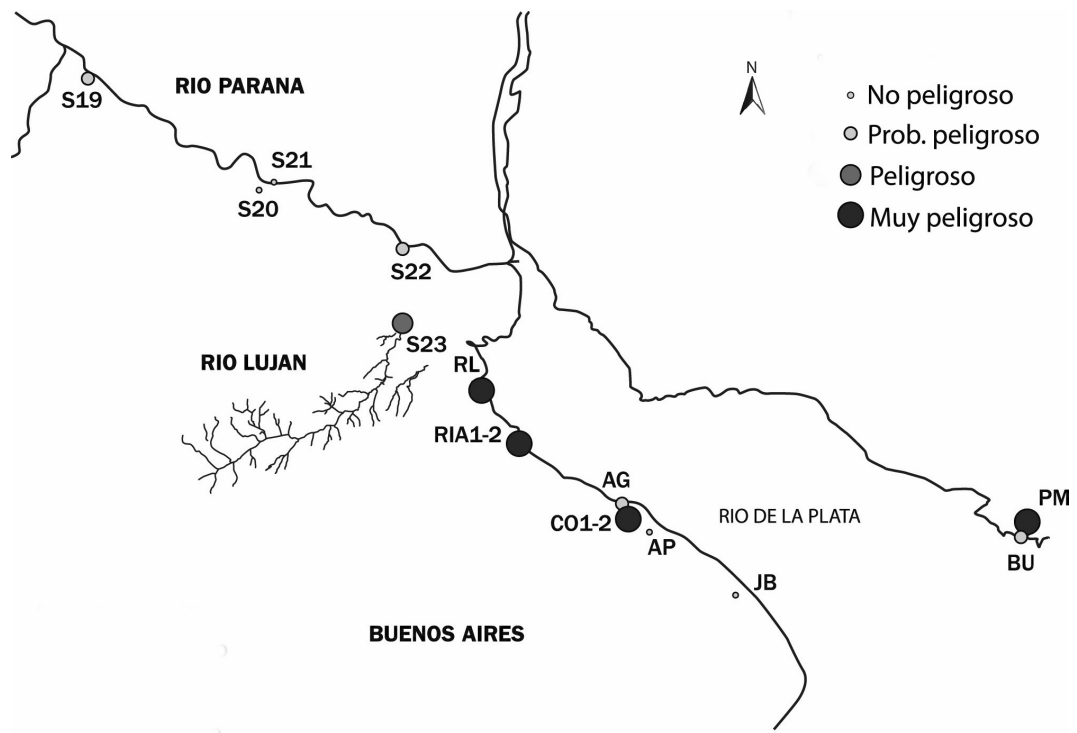 N
RIO PARANA
No peligroso
S19
Prob. peligroso
S21
Peligroso
S20
Muy peligroso
S22
S23
RIO LUJAN
RL
RIA1-2
AG
PM
CO1-2
RIO DE LA PLATA
AP
BU
JB
BUENOS AIRES